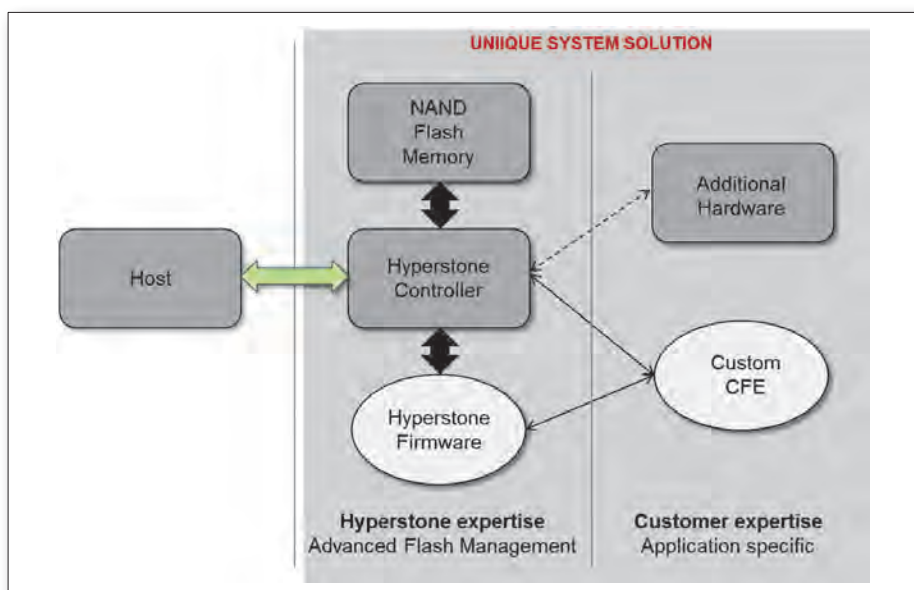 UNIIQUE SYSTEM SOLUTION
NAND
Flash
Memory
Additional
Hardware
Host
Hyperstone
Controller
Custom
CFE
Hyperstone
Firmware
Hyperstone expertise
Advanced Flash Management
Customer expertise
Application specific